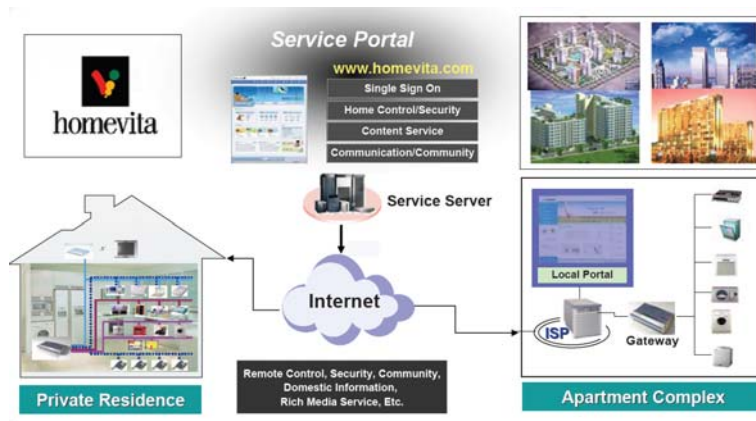 Service Portal
www.homevita.com
Single Sign On
Home Control/Security
Content Service
Communication/Community
homevita
Service Server
Internet
Local Portal
ISP
Gateway
Remote Control, Security, Community,
Domestic Information,
Rich Media Service, Etc.
Private Residence
Apartment Complex